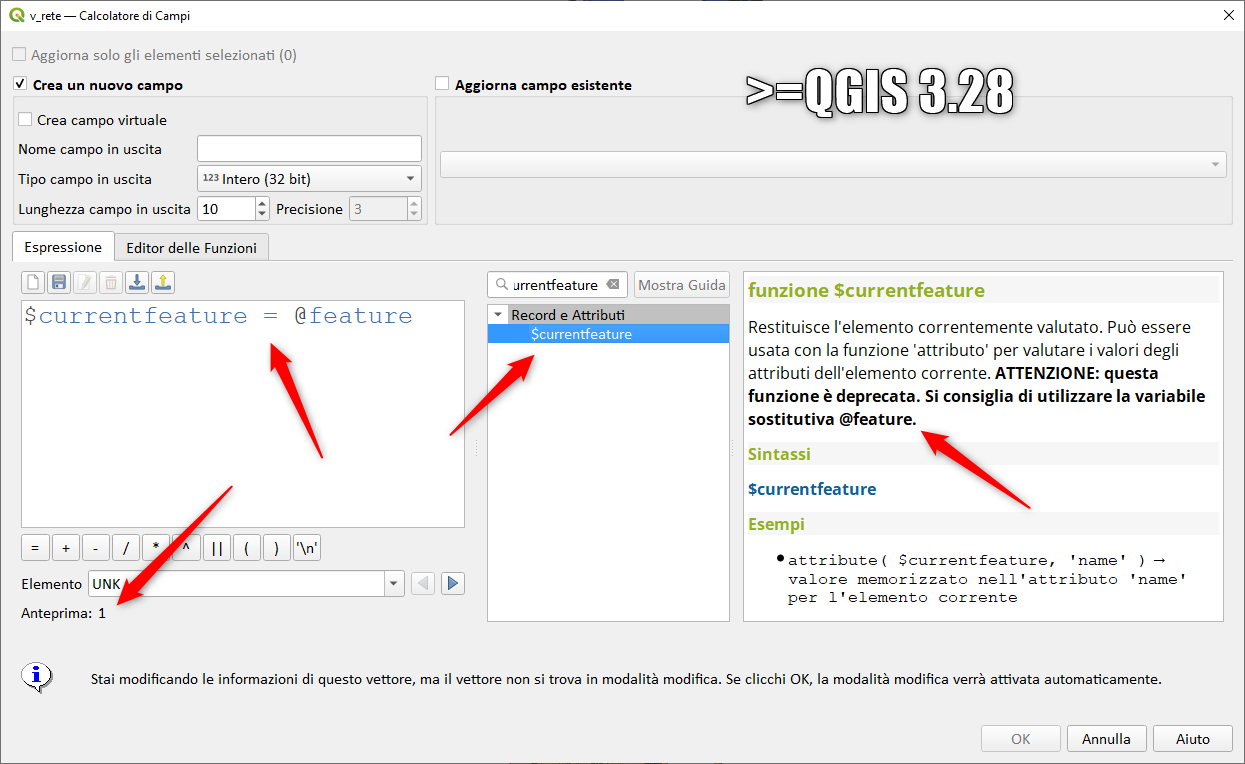 v_rete — Calcolatore di Campi
Aggiorna solo gli elementi selezionati (0)
Crea un nuovo campo
Aggiorna campo esistente
>=QGIS 3.28
Crea campo virtuale
Nome campo in uscita
Tipo campo in uscita
123 Intero (32 bit)
Lunghezza campo in uscita
10
Precisione
3
Espressione
Editor delle Funzioni
$currentfeature = @feature
urrentfeature
Mostra Guida
Record e Attributi
$currentfeature
funzione $currentfeature
Restituisce l'elemento correntemente valutato. Può essere
usata con la funzione 'attributo' per valutare i valori degli
attributi dell'elemento corrente. ATTENZIONE: questa
funzione è deprecata. Si consiglia di utilizzare la variabile
sostitutiva @feature.
Sintassi
$currentfeature
Esempi
attribute( $currentfeature, 'name' ) →
valore memorizzato nell'attributo 'name'
per l'elemento corrente
= + - / * ^ || ( ) '\n'
Elemento
UNK
Anteprima: 1
Stai modificando le informazioni di questo vettore, ma il vettore non si trova in modalità modifica. Se clicchi OK, la modalità modifica verrà attivata automaticamente.
OK
Annulla
Aiuto